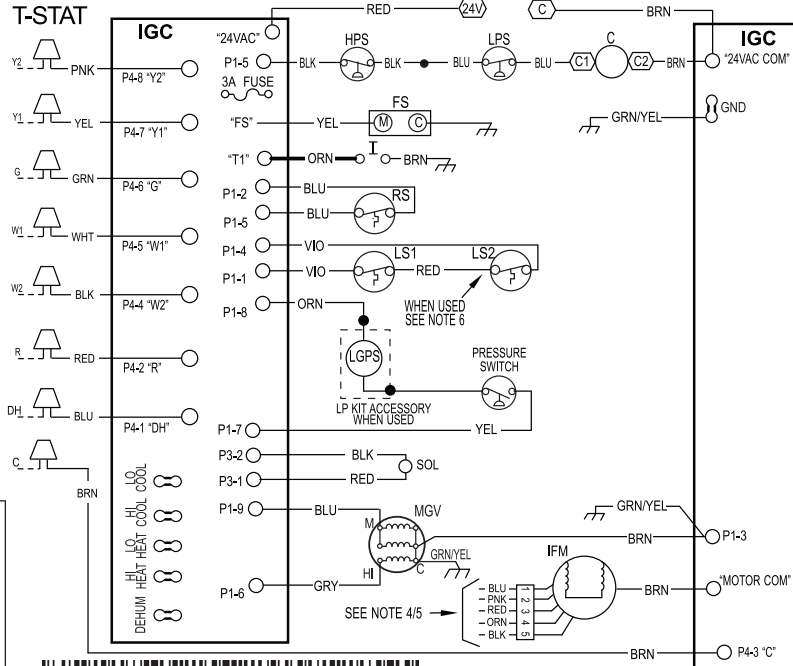 T-STAT
RED
24V
C
BRN
IGC
IGC
"24VAC"
HPS
LPS
C
"24VAC COM"
P1-5
BLK
BLK
BLU
BLU
C1
C2
BRN
Y2
PNK
P4-8 "Y2"
3A FUSE
FS
GND
GRN/YEL
Y1
YEL
P4-7 "Y1"
"FS"
YEL
M
C
"T1"
ORN
BRN
G
GRN
P4-6 "G"
P1-2
BLU
RS
P1-5
BLU
W1
WHT
P4-5 "W1"
P1-4
VIO
LS1
LS2
P1-1
VIO
RED
W2
BLK
P4-4 "W2"
P1-8
ORN
WHEN USED
SEE NOTE 6
R
RED
P4-2 "R"
LGPS
PRESSURE
SWITCH
LP KIT ACCESSORY
WHEN USED
DH
BLU
P4-1 "DH"
P1-7
YEL
C
BRN
P3-2
BLK
SOL
P3-1
RED
LO
COOL
HI
COOL
LO
HEAT
HI
HEAT
DEHUM
P1-9
BLU
M
MGV
GRN/YEL
BRN
P1-3
GRN/YEL
HI
C
P1-6
GRY
IFM
SEE NOTE 4/5
BLU 1
PNK 2
RED 3
ORN 4
BLK 5
BRN
"MOTOR COM"
BRN
P4-3 "C"